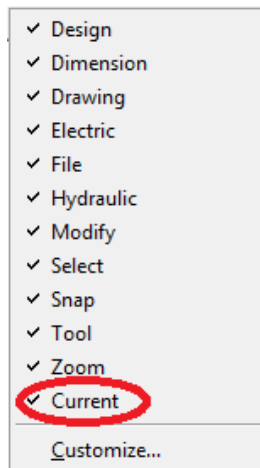 Design
Dimension
Drawing
Electric
File
Hydraulic
Modify
Select
Snap
Tool
Zoom
Current
Customize...